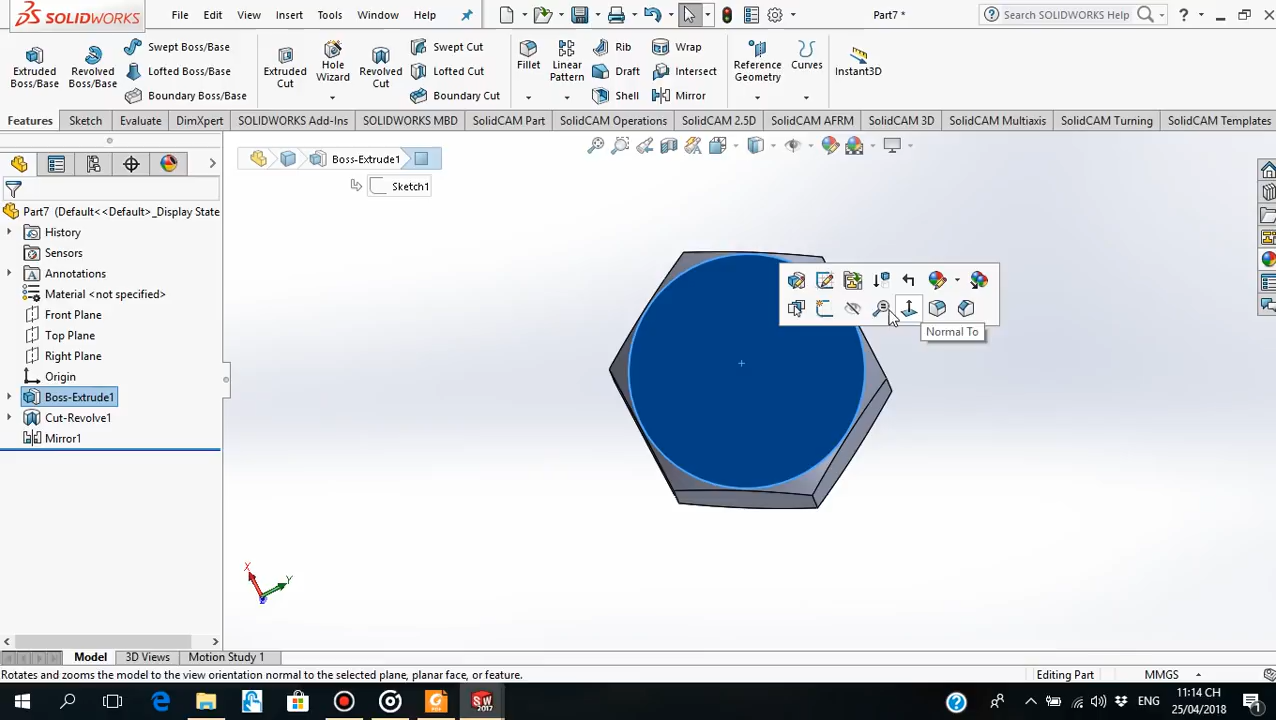 SOLIDWORKS
File Edit View Insert Tools Window Help
Part7 *
Search SOLIDWORKS Help
Extruded Boss/Base
Revolved Boss/Base
Swept Boss/Base
Lofted Boss/Base
Boundary Boss/Base
Extruded Cut
Hole Wizard
Revolved Cut
Swept Cut
Lofted Cut
Boundary Cut
Fillet
Linear Pattern
Rib
Draft
Shell
Wrap
Intersect
Mirror
Reference Geometry
Curves
Instant3D
Features Sketch Evaluate DimXpert SOLIDWORKS Add-Ins SOLIDWORKS MBD SolidCAM Part SolidCAM Operations SolidCAM 2.5D SolidCAM AFRM SolidCAM 3D SolidCAM Multiaxis SolidCAM Turning SolidCAM Templates
Boss-Extrude1
Sketch1
Part7 (Default<<Default>_Display State
History
Sensors
Annotations
Material <not specified>
Front Plane
Top Plane
Right Plane
Origin
Boss-Extrude1
Cut-Revolve1
Mirror1
Normal To
X
Y
Model 3D Views Motion Study 1
Rotates and zooms the model to the view orientation normal to the selected plane, planar face, or feature.
Editing Part
MMGS
SW
2017
ENG
11:14 CH
25/04/2018
1